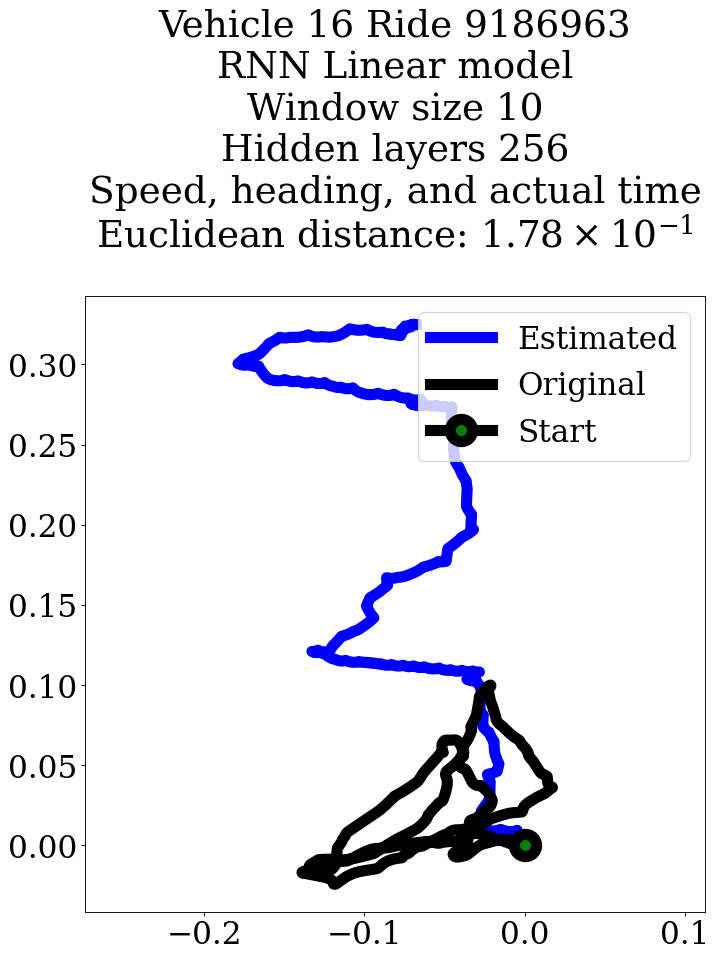 Vehicle 16 Ride 9186963
RNN Linear model
Window size 10
Hidden layers 256
Speed, heading, and actual time
Euclidean distance: 1.78 × 10⁻¹
Estimated
Original
Start
0.30
0.25
0.20
0.15
0.10
0.05
0.00
−0.2 −0.1 0.0 0.1